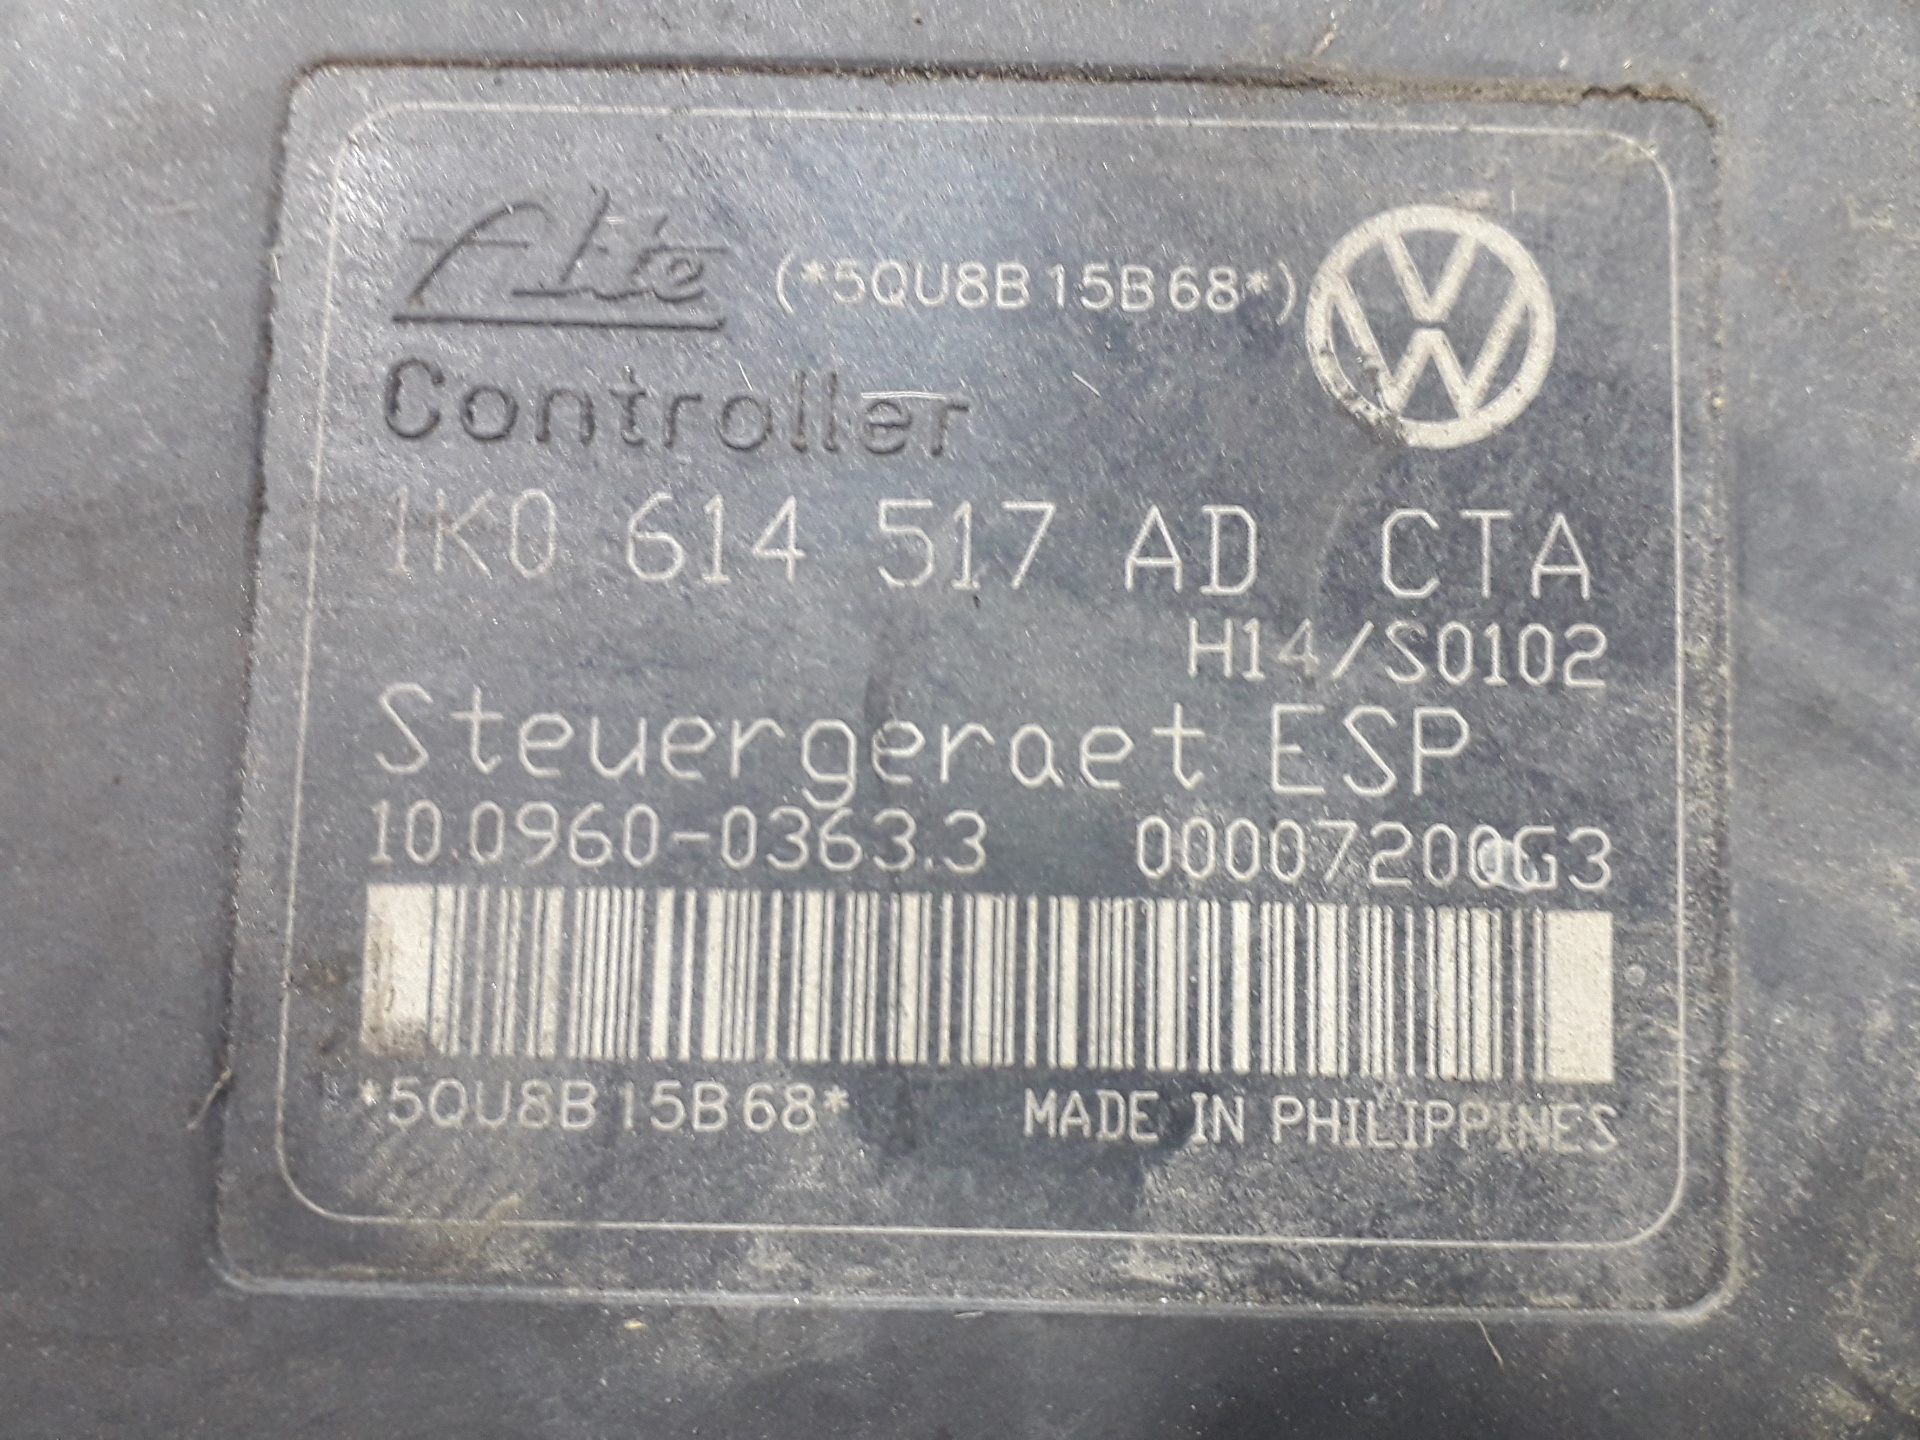 Ate (*5QU8B15B68*)
Controller
1K0 614 517 AD CTA
H14/S0102
Steuergeraet ESP
10.0960-0363.3 00007200G3
*5QU8B15B68* MADE IN PHILIPPINES